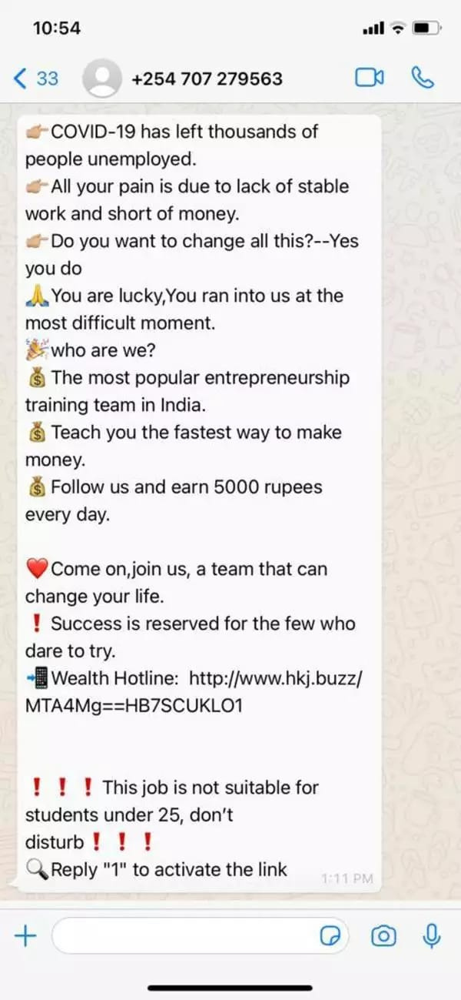 10:54
33
+254 707 279563
👉🏼COVID-19 has left thousands of
people unemployed.
👉🏼All your pain is due to lack of stable
work and short of money.
👉🏼Do you want to change all this?--Yes
you do
🙏You are lucky,You ran into us at the
most difficult moment.
🎉who are we?
💰The most popular entrepreneurship
training team in India.
💰Teach you the fastest way to make
money.
💰Follow us and earn 5000 rupees
every day.
❤️Come on,join us, a team that can
change your life.
❗Success is reserved for the few who
dare to try.
📲Wealth Hotline: http://www.hkj.buzz/
MTA4Mg==HB7SCUKLO1
❗❗❗This job is not suitable for
students under 25, don't
disturb❗❗❗
🔍Reply "1" to activate the link
1:11 PM